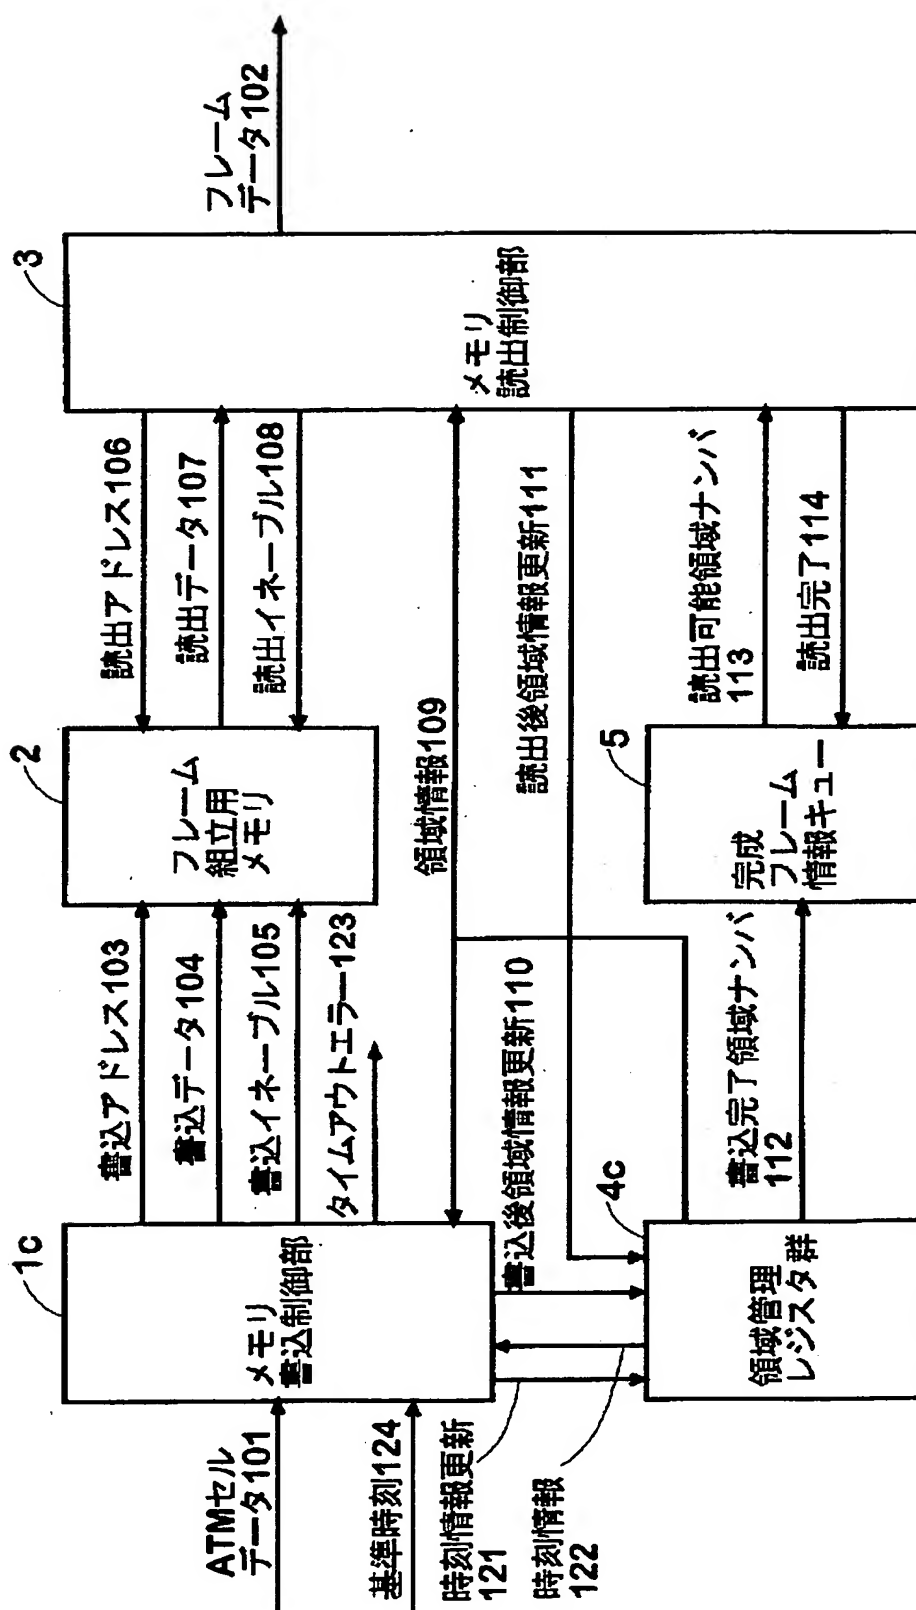 ATMセル
データ101
基準時刻124
時刻情報更新
121
時刻情報
122
1c
メモリ
書込制御部
書込アドレス103
書込データ104
書込イネーブル105
タイムアウトエラー123
書込後領域情報更新110
4c
領域管理
レジスタ群
書込完了領域ナンバ
112
2
フレーム
組立用
メモリ
領域情報109
読出後領域情報更新111
5
完成
フレーム
情報キュー
読出アドレス106
読出データ107
読出イネーブル108
読出可能領域ナンバ
113
読出完了114
3
メモリ
読出制御部
フレーム
データ102